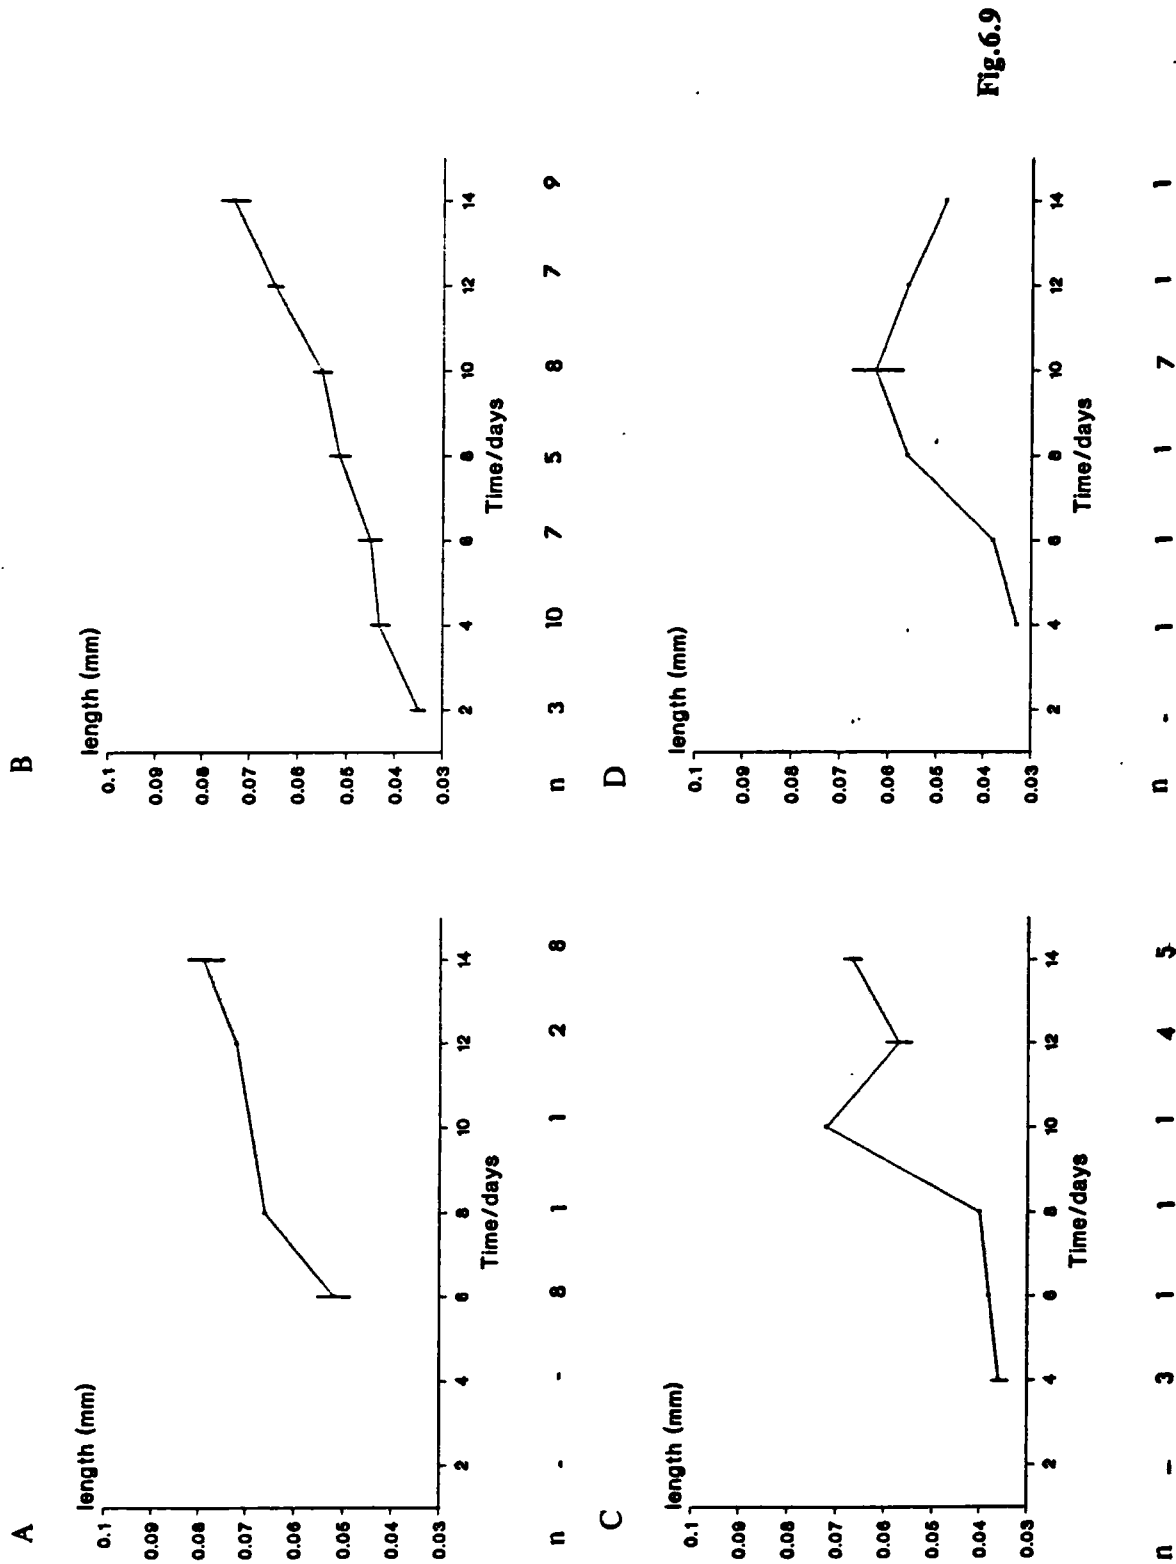 A
length (mm)
0.1
0.09
0.08
0.07
0.06
0.05
0.04
0.03
2 4 6 8 10 12 14
Time/days
n - - 8 1 1 2 8
B
length (mm)
0.1
0.09
0.08
0.07
0.06
0.05
0.04
0.03
2 4 6 8 10 12 14
Time/days
n 3 10 7 5 8 7 9
C
length (mm)
0.1
0.09
0.08
0.07
0.06
0.05
0.04
0.03
2 4 6 8 10 12 14
Time/days
n – 3 1 1 1 4 5
D
length (mm)
0.1
0.09
0.08
0.07
0.06
0.05
0.04
0.03
2 4 6 8 10 12 14
Time/days
n - 1 1 1 7 1 1
Fig.6.9